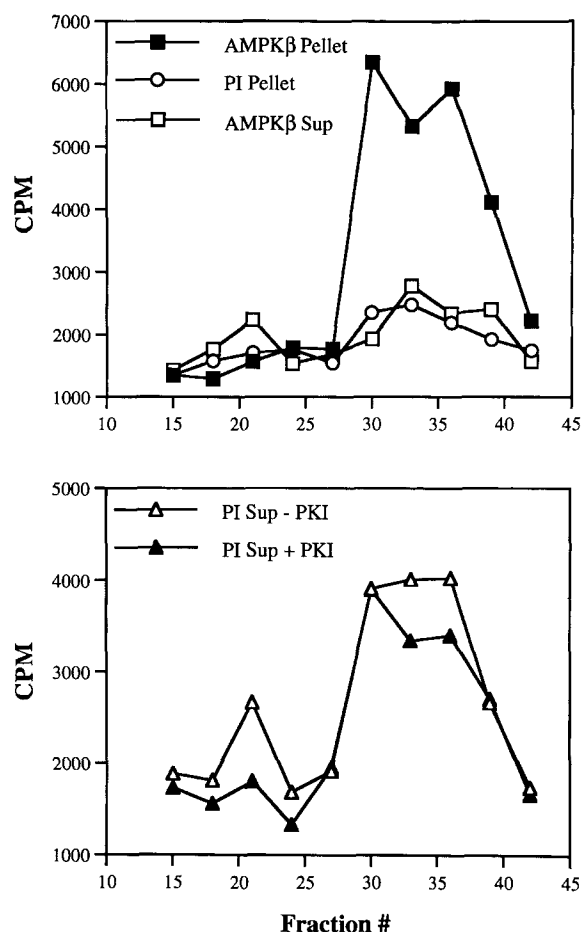 7000
6000
5000
4000
3000
2000
1000
CPM
AMPKβ Pellet
PI Pellet
AMPKβ Sup
10 15 20 25 30 35 40 45
5000
4000
3000
2000
1000
CPM
PI Sup - PKI
PI Sup + PKI
10 15 20 25 30 35 40 45
Fraction #